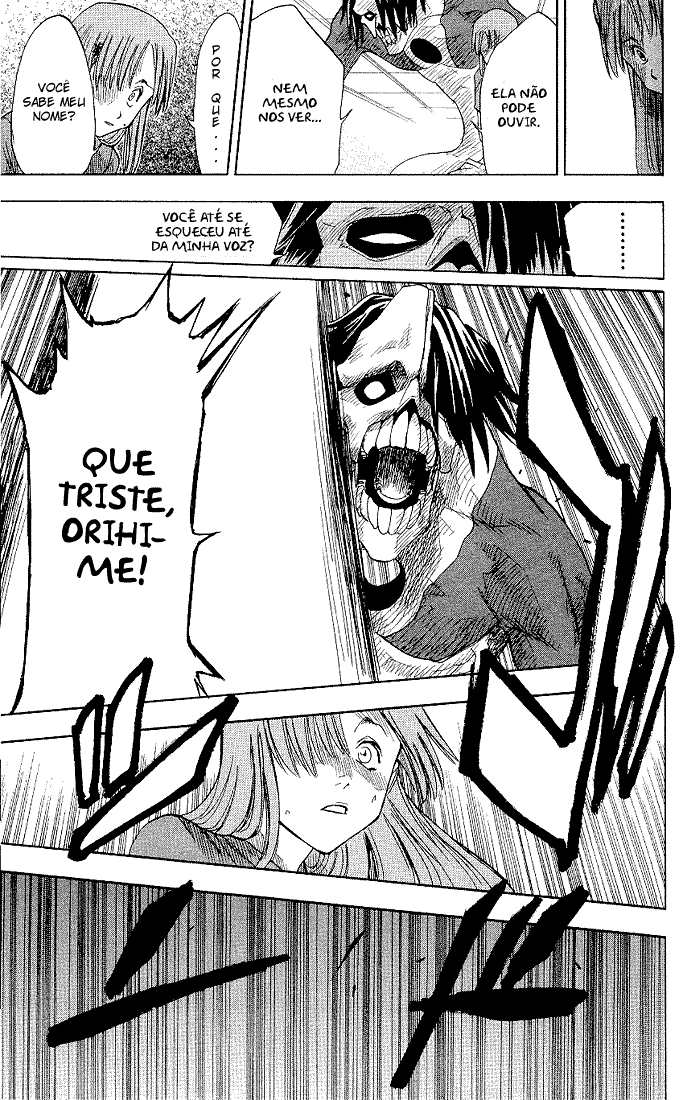 ELA NÃO
PODE
OUVIR.
NEM
MESMO
NOS VER...
POR QUE...
VOCÊ
SABE MEU
NOME?
........
VOCÊ ATÉ SE
ESQUECEU ATÉ
DA MINHA VOZ?
QUE
TRISTE,
ORIHI-
ME!